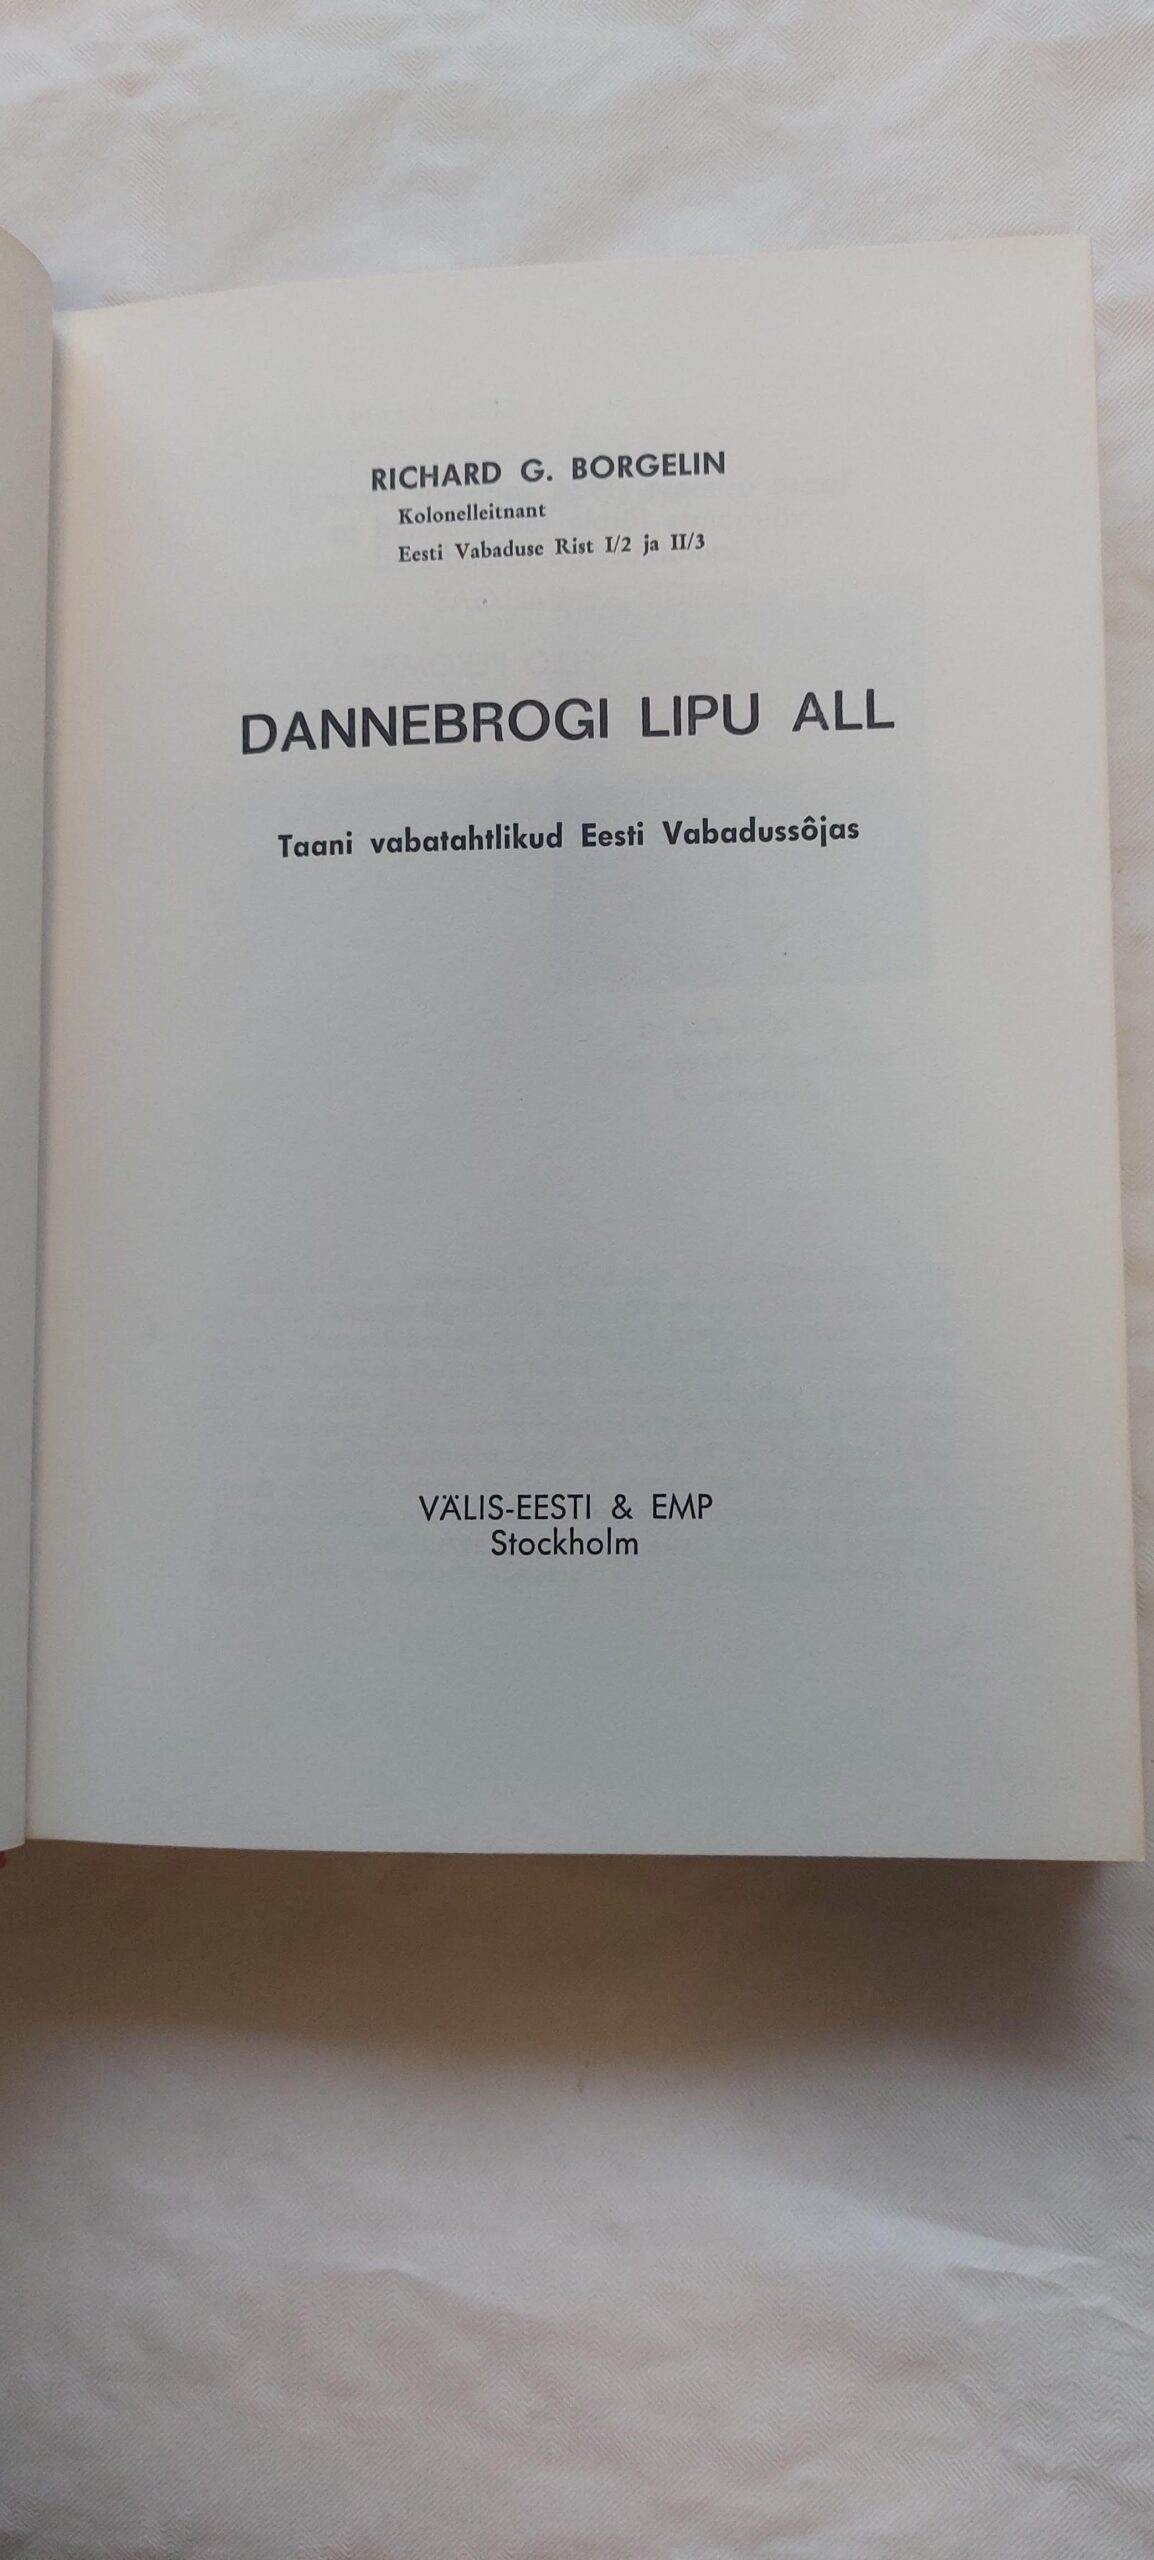 RICHARD G. BORGELIN
Kolonelleitnant
Eesti Vabaduse Rist I/2 ja II/3
DANNEBROGI LIPU ALL
Taani vabatahtlikud Eesti Vabadussôjas
VÄLIS-EESTI & EMP
Stockholm